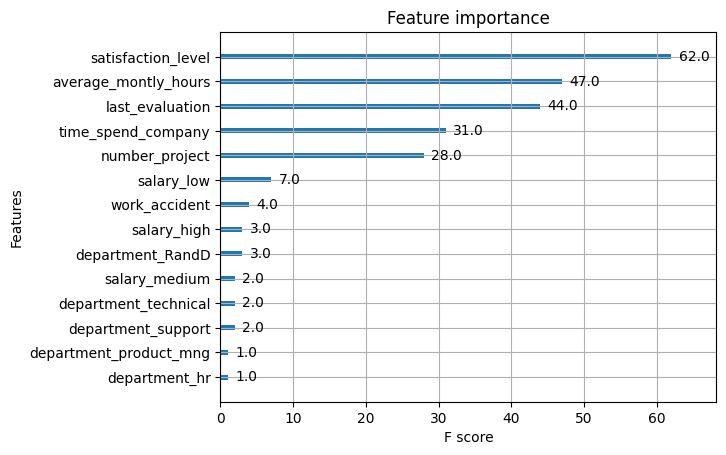 Feature importance
satisfaction_level 62.0
average_montly_hours 47.0
last_evaluation 44.0
time_spend_company 31.0
number_project 28.0
salary_low 7.0
work_accident 4.0
salary_high 3.0
department_RandD 3.0
salary_medium 2.0
department_technical 2.0
department_support 2.0
department_product_mng 1.0
department_hr 1.0
Features
0 10 20 30 40 50 60
F score